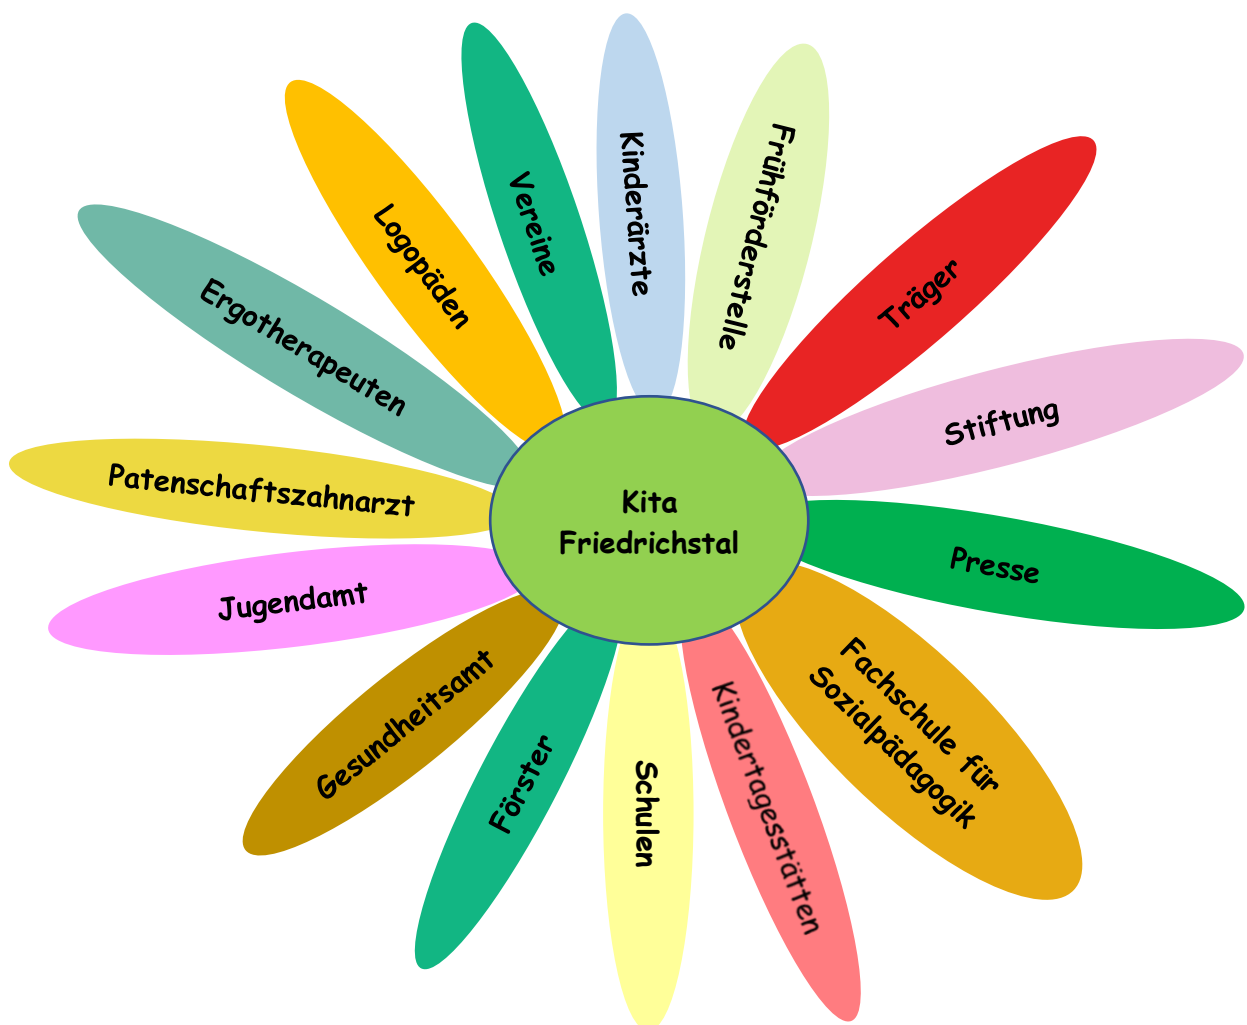 Kita
Friedrichstal
Kinderärzte
Frühförderstelle
Träger
Stiftung
Presse
Fachschule für
Sozialpädagogik
Kindertagesstätten
Schulen
Förster
Gesundheitsamt
Jugendamt
Patenschaftszahnarzt
Ergotherapeuten
Logopäden
Vereine